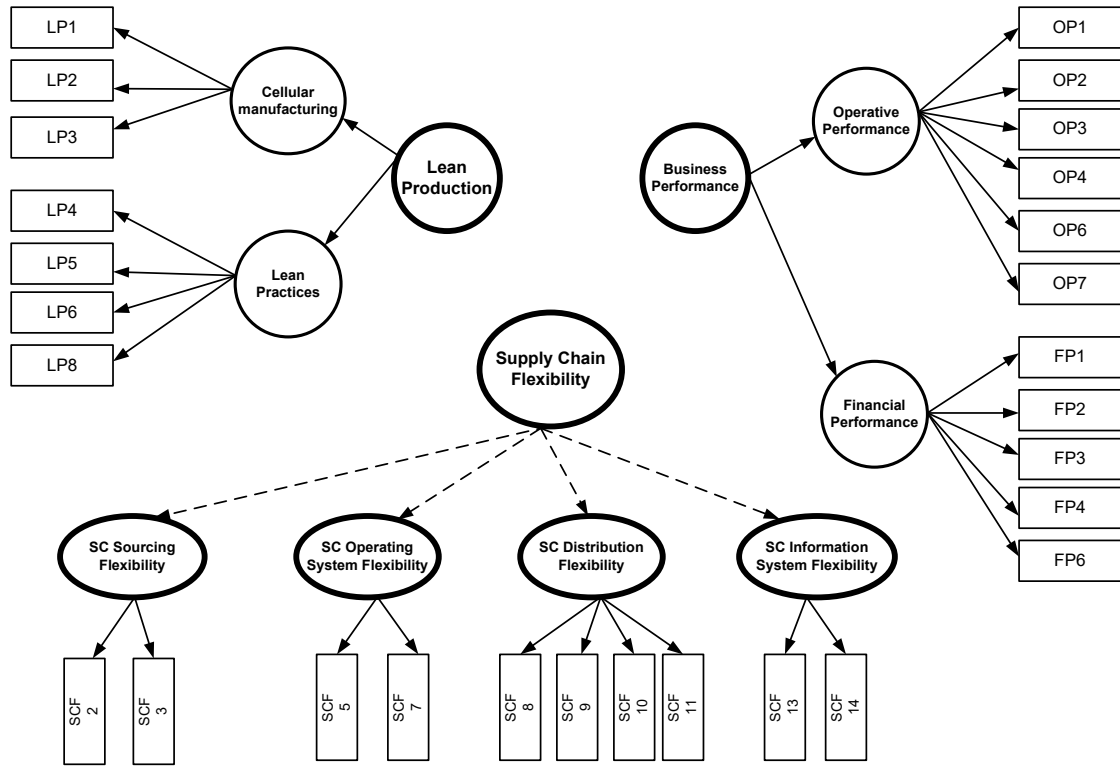 LP1
LP2
LP3
Cellular
manufacturing
Lean
Production
LP4
LP5
LP6
LP8
Lean
Practices
Business
Performance
Operative
Performance
OP1
OP2
OP3
OP4
OP6
OP7
Financial
Performance
FP1
FP2
FP3
FP4
FP6
Supply Chain
Flexibility
SC Sourcing
Flexibility
SC Operating
System Flexibility
SC Distribution
Flexibility
SC Information
System Flexibility
SCF
2
SCF
3
SCF
5
SCF
7
SCF
8
SCF
9
SCF
10
SCF
11
SCF
13
SCF
14